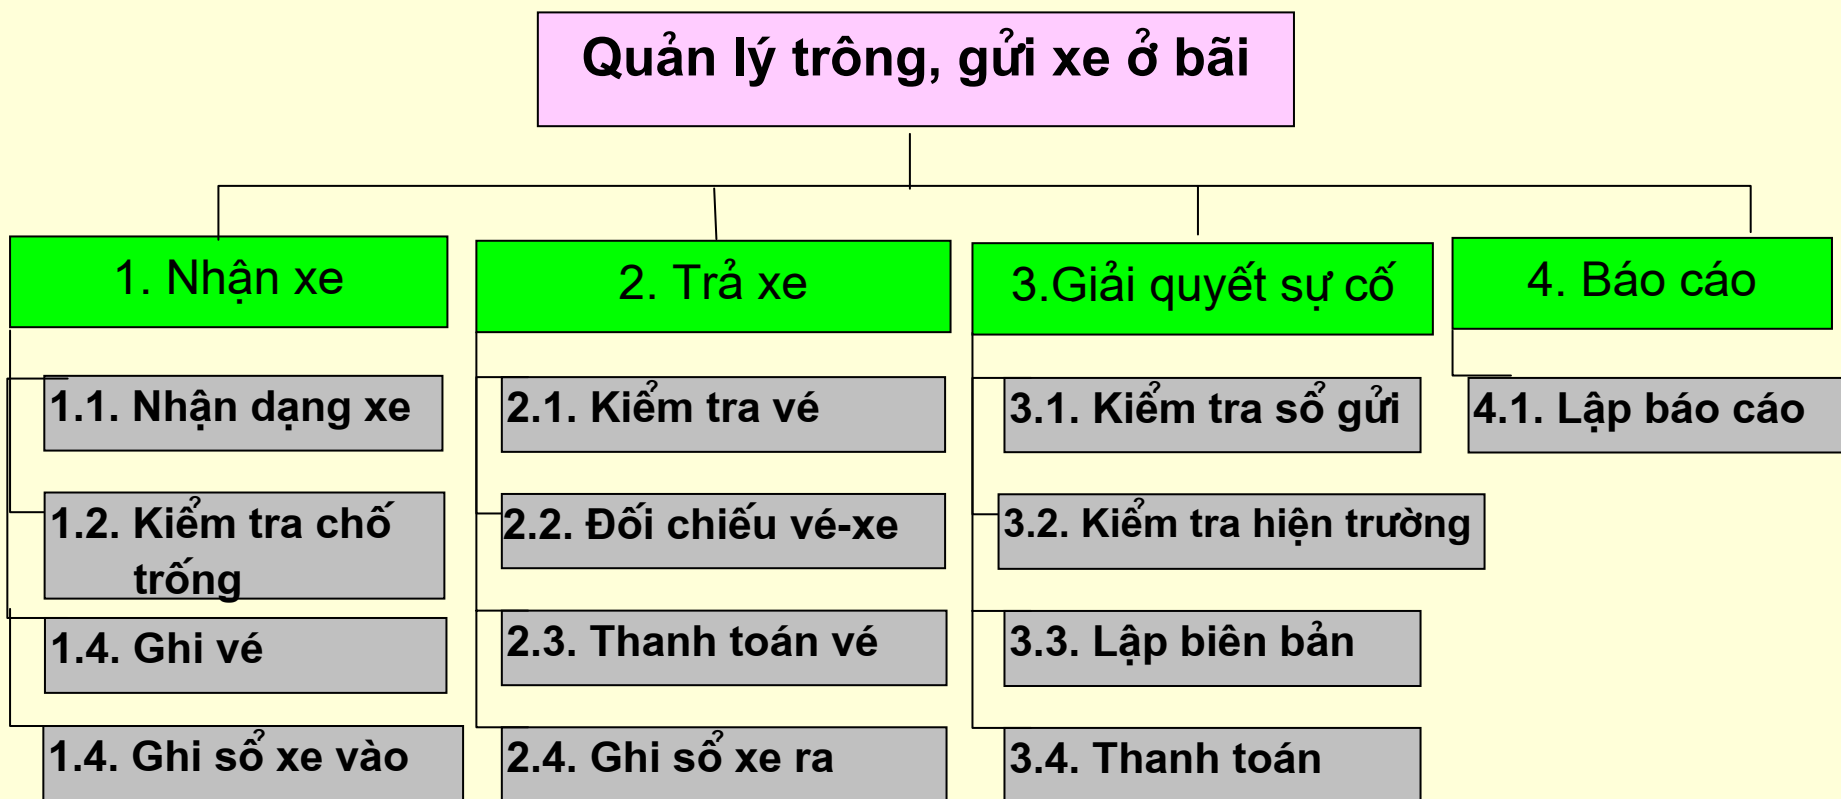 Quản lý trông, gửi xe ở bãi
1. Nhận xe
2. Trả xe
3.Giải quyết sự cố
4. Báo cáo
1.1. Nhận dạng xe
1.2. Kiểm tra chố
trống
1.4. Ghi vé
1.4. Ghi sổ xe vào
2.1. Kiểm tra vé
2.2. Đối chiếu vé-xe
2.3. Thanh toán vé
2.4. Ghi sổ xe ra
3.1. Kiểm tra sổ gửi
3.2. Kiểm tra hiện trường
3.3. Lập biên bản
3.4. Thanh toán
4.1. Lập báo cáo